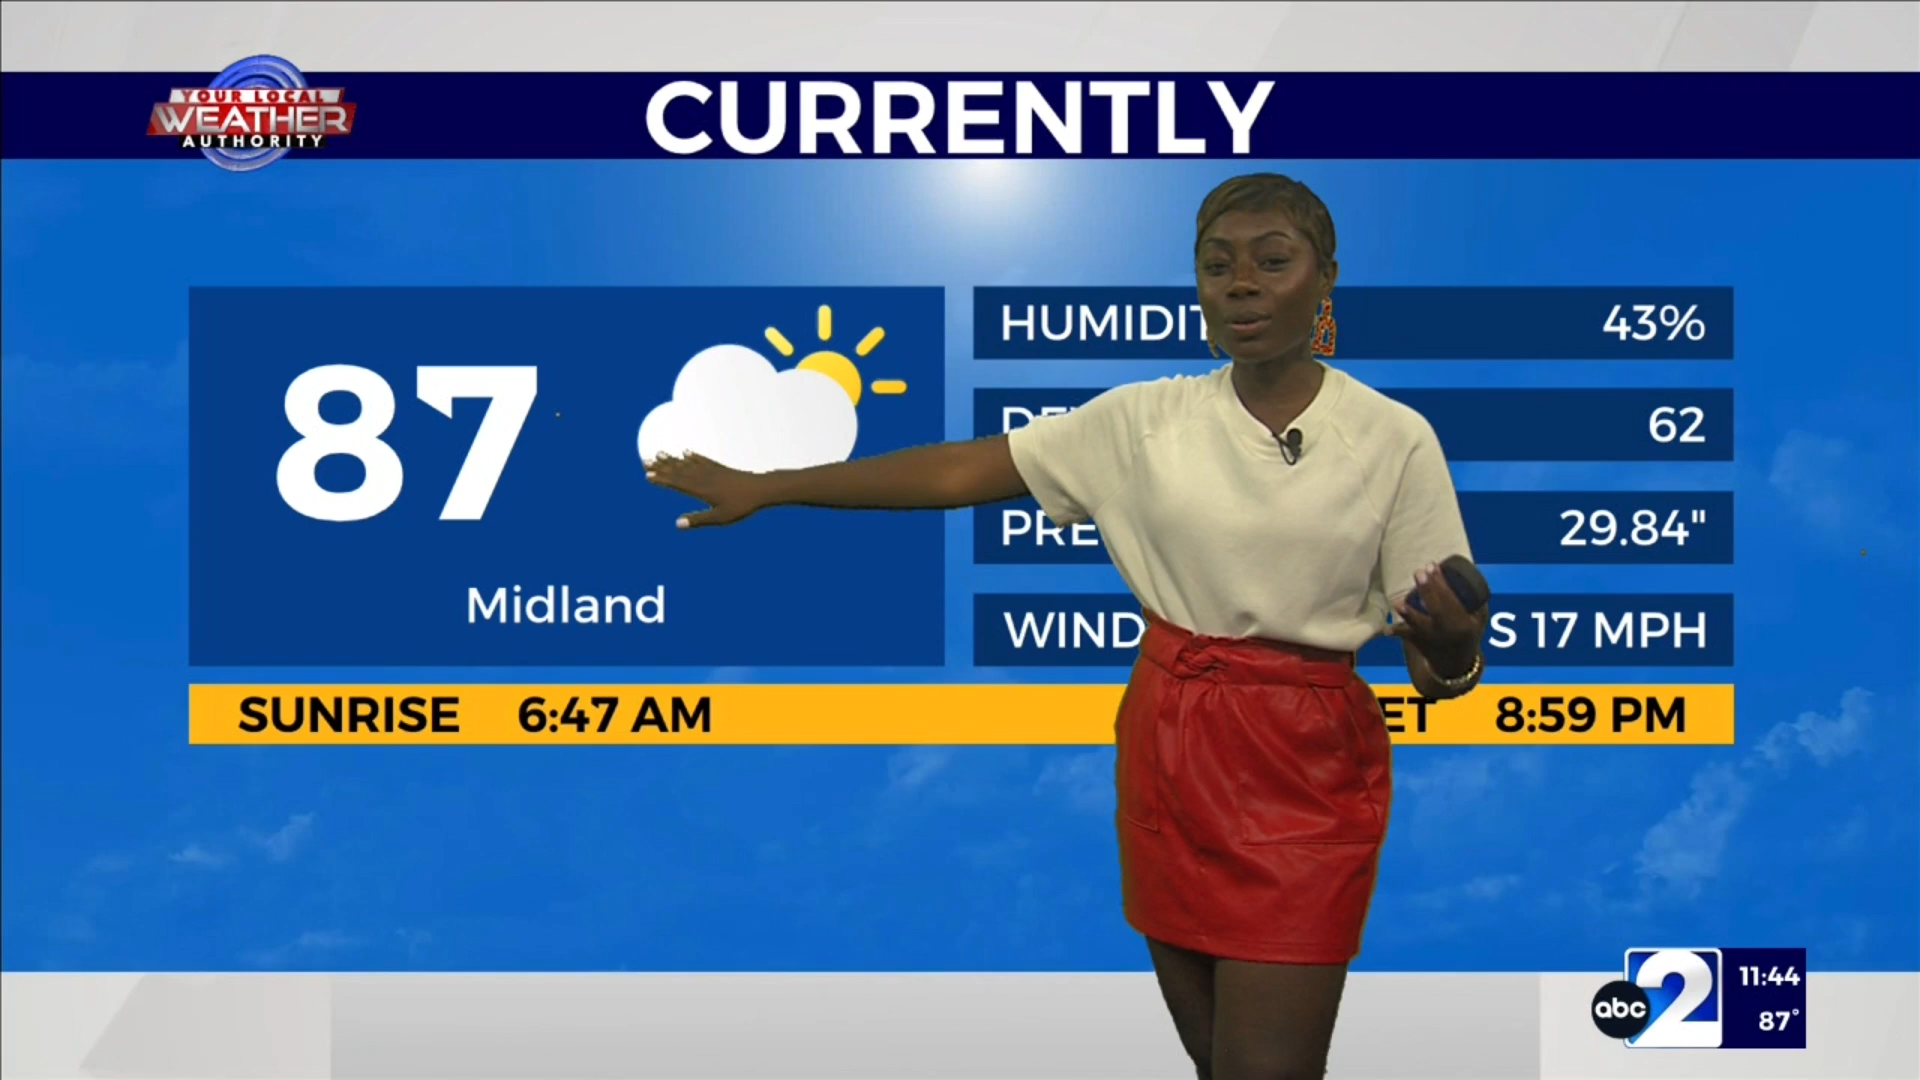 YOUR LOCAL
WEATHER
AUTHORITY
CURRENTLY
87
Midland
HUMIDIT
43%
62
PRE
29.84"
WIND
S 17 MPH
SUNRISE 6:47 AM
ET 8:59 PM
abc 2
11:44
87°